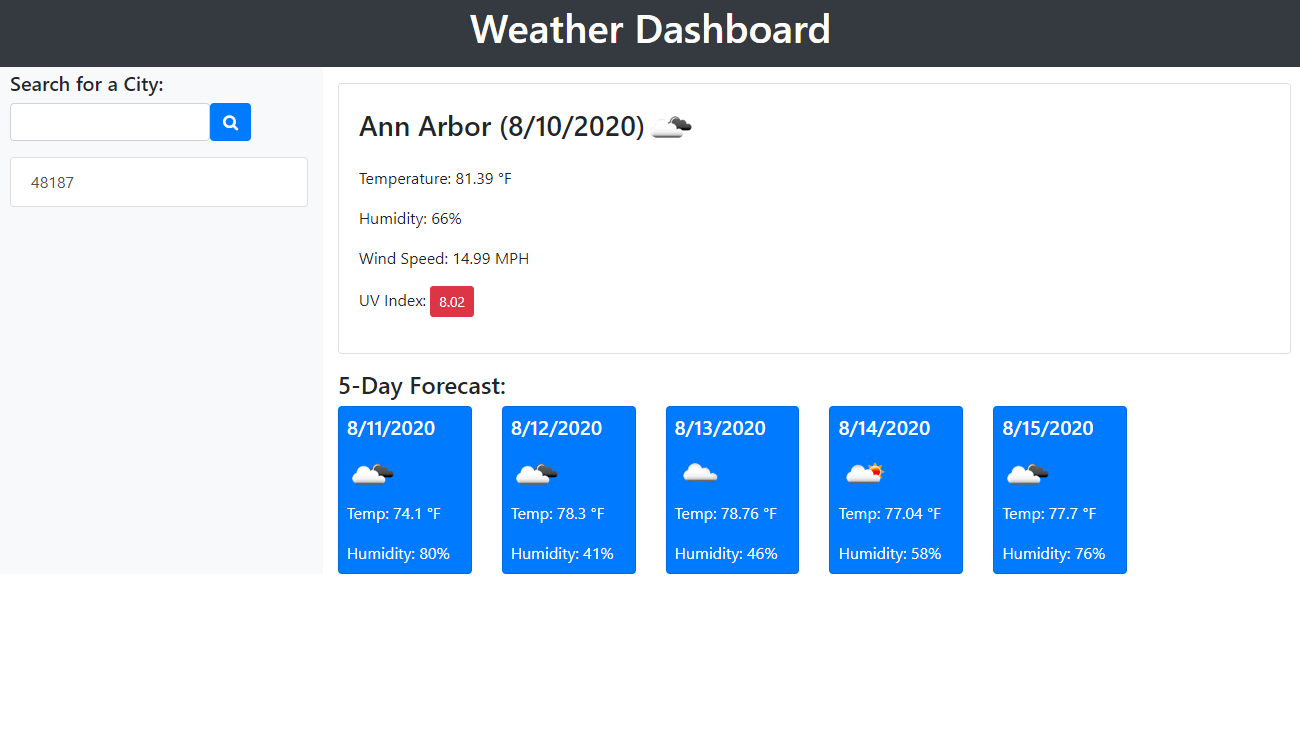 Weather Dashboard
Search for a City:
48187
Ann Arbor (8/10/2020)
Temperature: 81.39 °F
Humidity: 66%
Wind Speed: 14.99 MPH
UV Index: 8.02
5-Day Forecast:
8/11/2020
Temp: 74.1 °F
Humidity: 80%
8/12/2020
Temp: 78.3 °F
Humidity: 41%
8/13/2020
Temp: 78.76 °F
Humidity: 46%
8/14/2020
Temp: 77.04 °F
Humidity: 58%
8/15/2020
Temp: 77.7 °F
Humidity: 76%